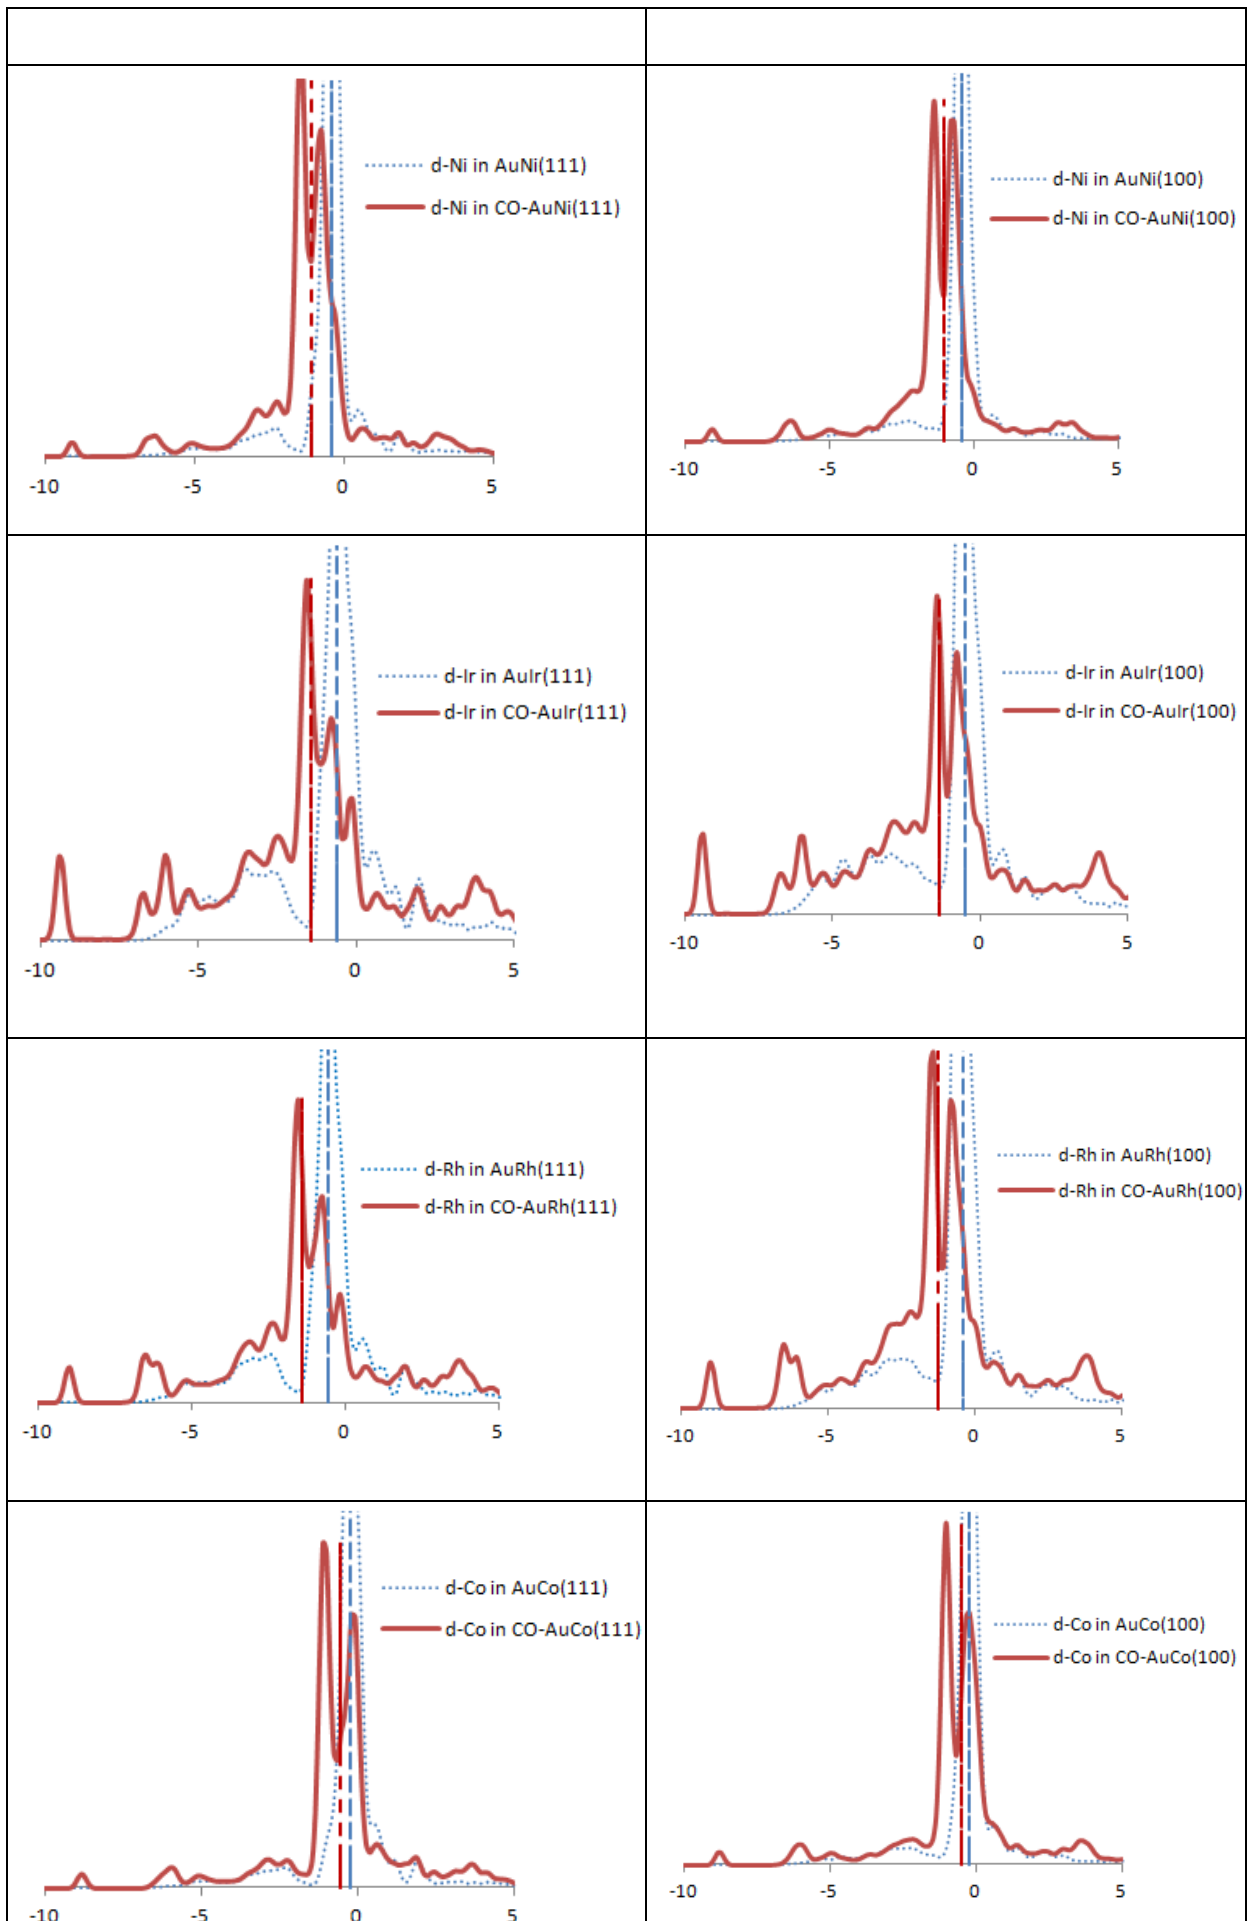 d-Ni in AuNi(111)
d-Ni in CO-AuNi(111)
-10 -5 0 5
d-Ni in AuNi(100)
d-Ni in CO-AuNi(100)
-10 -5 0 5
d-Ir in AuIr(111)
d-Ir in CO-AuIr(111)
-10 -5 0 5
d-Ir in AuIr(100)
d-Ir in CO-AuIr(100)
-10 -5 0 5
d-Rh in AuRh(111)
d-Rh in CO-AuRh(111)
-10 -5 0 5
d-Rh in AuRh(100)
d-Rh in CO-AuRh(100)
-10 -5 0 5
d-Co in AuCo(111)
d-Co in CO-AuCo(111)
-10 -5 0 5
d-Co in AuCo(100)
d-Co in CO-AuCo(100)
-10 -5 0 5